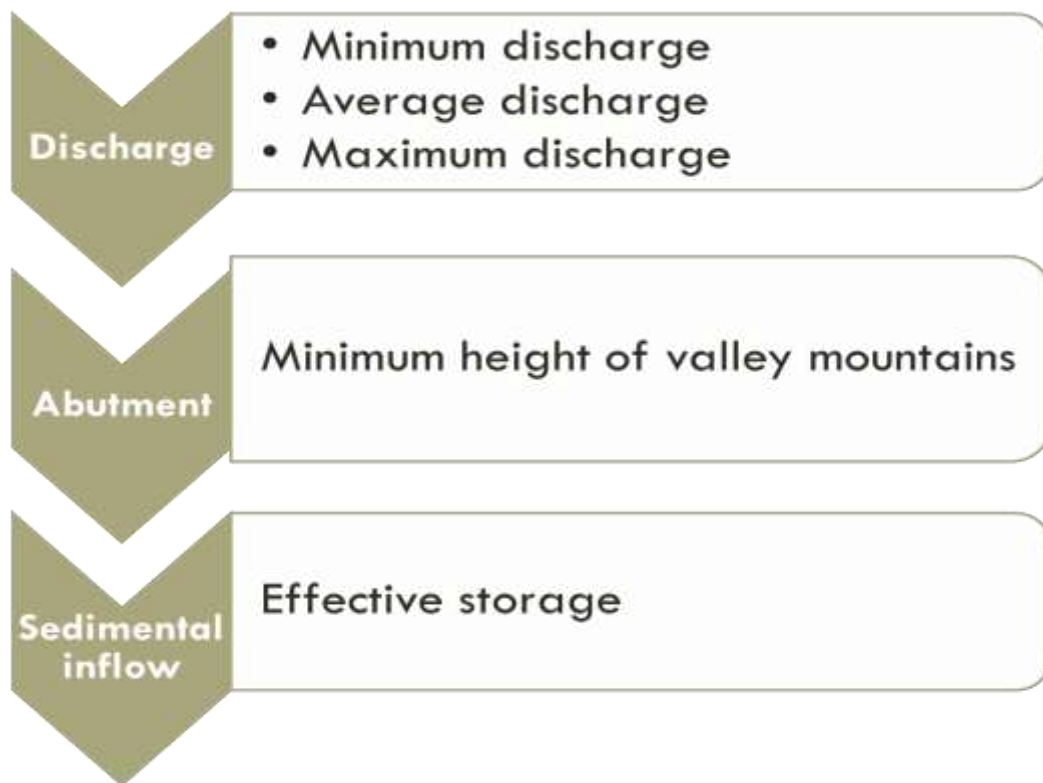 Discharge
• Minimum discharge
• Average discharge
• Maximum discharge
Abutment
Minimum height of valley mountains
Sedimental
inflow
Effective storage